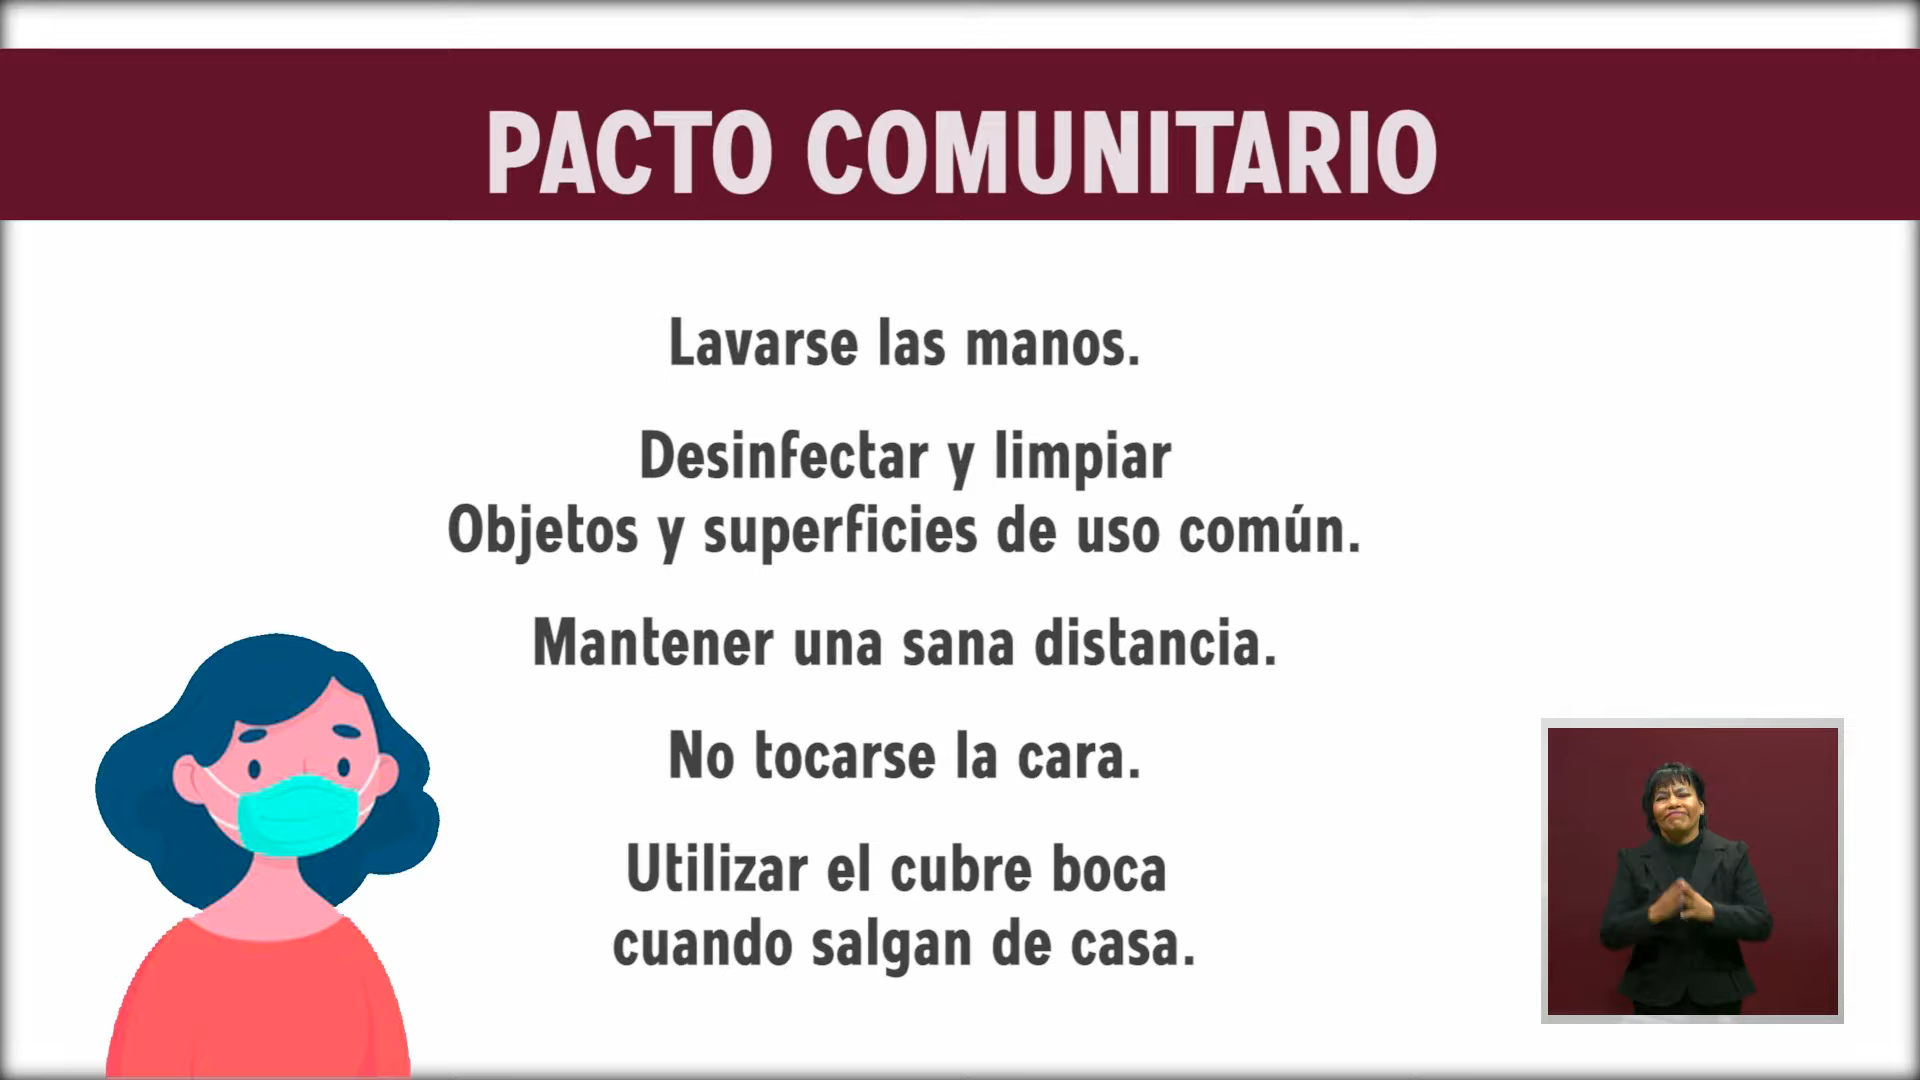 PACTO COMUNITARIO
Lavarse las manos.
Desinfectar y limpiar
Objetos y superficies de uso común.
Mantener una sana distancia.
No tocarse la cara.
Utilizar el cubre boca
cuando salgan de casa.